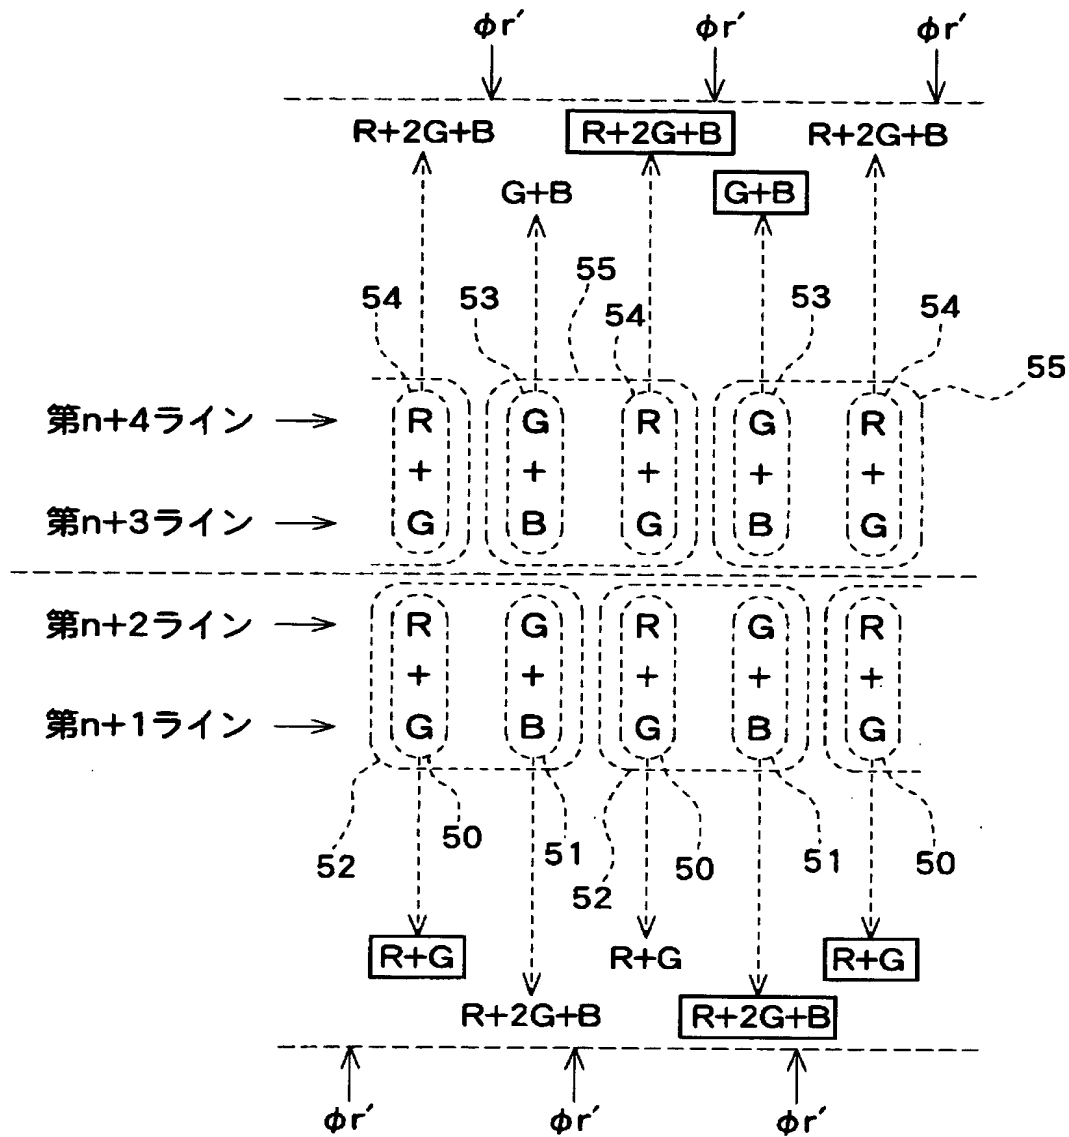 φr′ φr′ φr′
R+2G+B R+2G+B R+2G+B
G+B G+B
55
54 53 54 53 54
55
第n+4ライン R G R G R
+ + + + +
第n+3ライン G B G B G
第n+2ライン R G R G R
+ + + + +
第n+1ライン G B G B G
50 51 50 51 50
52 52
R+G R+G R+G
R+2G+B R+2G+B
φr′ φr′ φr′